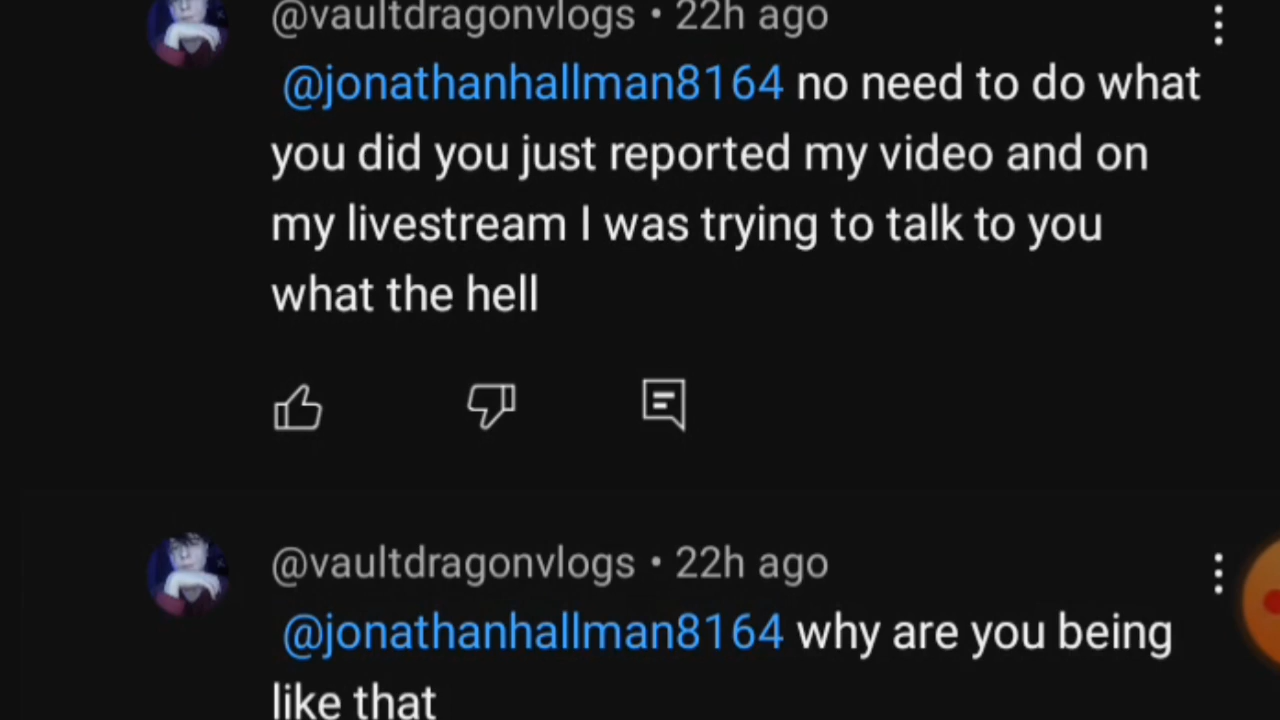 @vaultdragonvlogs • 22h ago
@jonathanhallman8164 no need to do what
you did you just reported my video and on
my livestream I was trying to talk to you
what the hell
@vaultdragonvlogs • 22h ago
@jonathanhallman8164 why are you being
like that